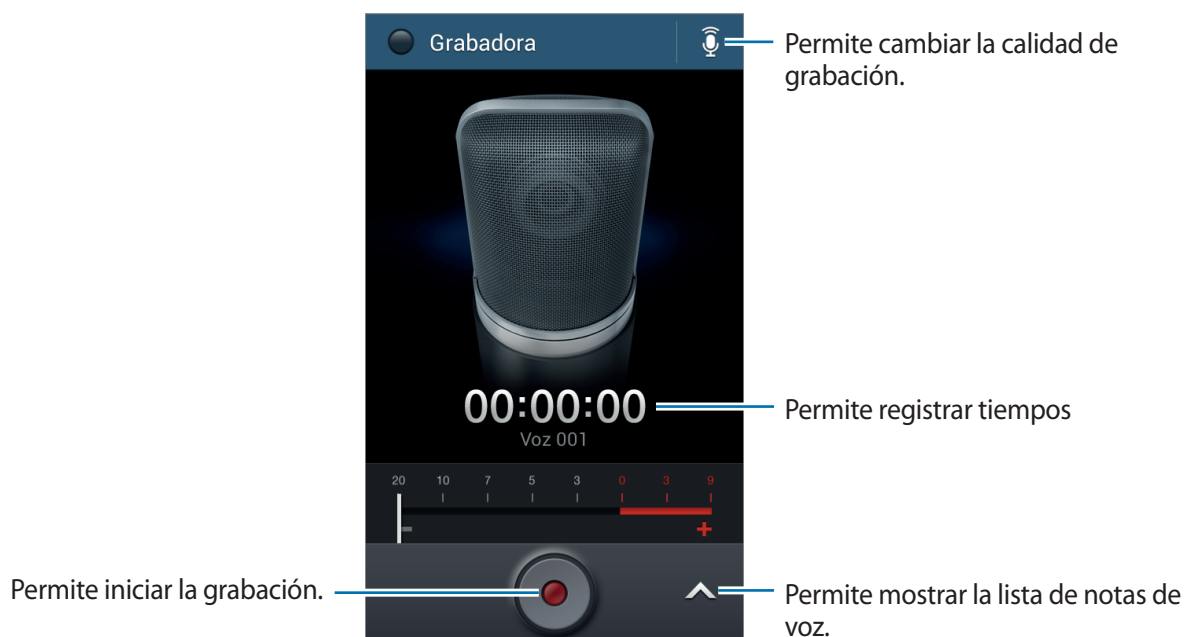 Grabadora
Permite cambiar la calidad de
grabación.
00:00:00
Permite registrar tiempos
Voz 001
20 10 7 5 3 0 3 9
- +
Permite iniciar la grabación.
Permite mostrar la lista de notas de
voz.